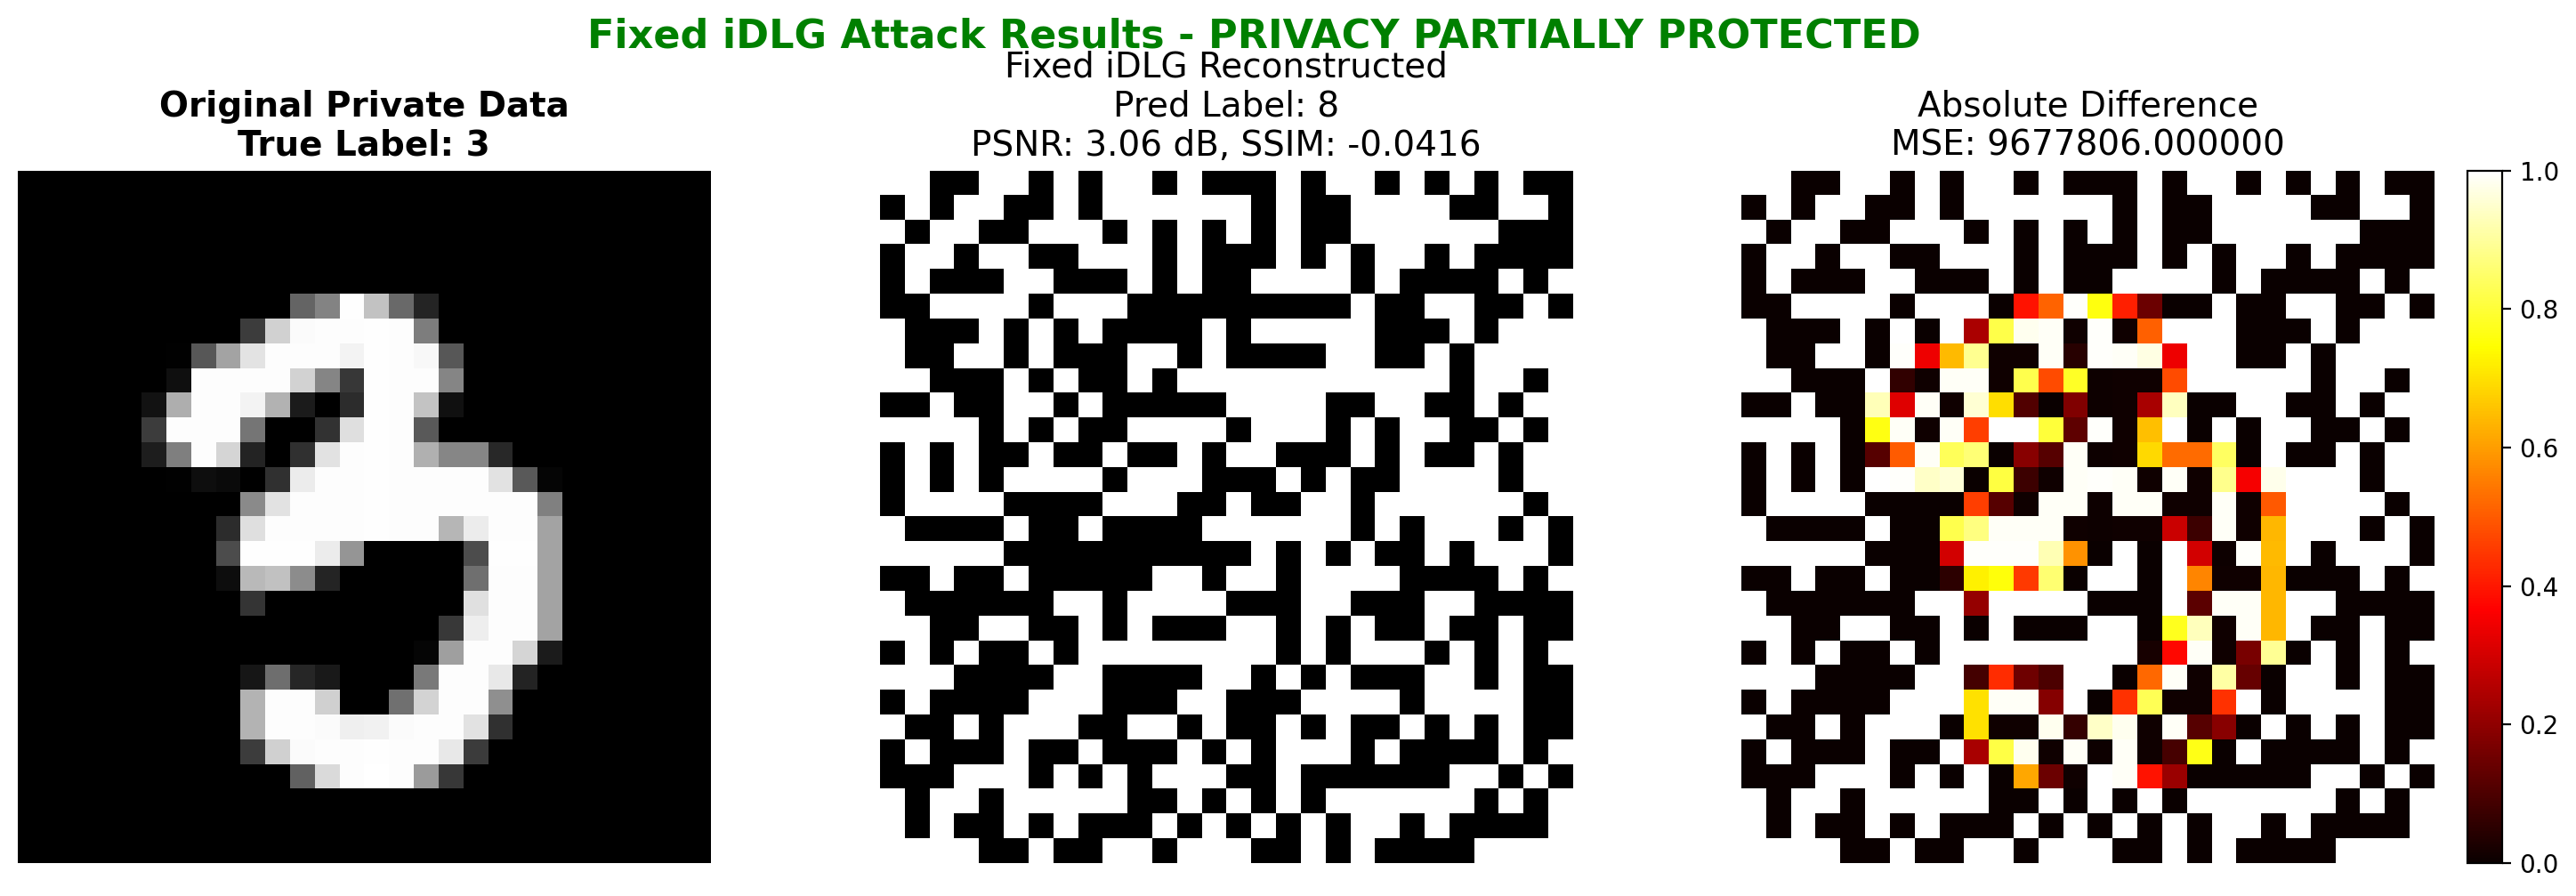 Fixed iDLG Attack Results - PRIVACY PARTIALLY PROTECTED
Original Private Data
True Label: 3
Fixed iDLG Reconstructed
Pred Label: 8
PSNR: 3.06 dB, SSIM: -0.0416
Absolute Difference
MSE: 9677806.000000
1.0
0.8
0.6
0.4
0.2
0.0